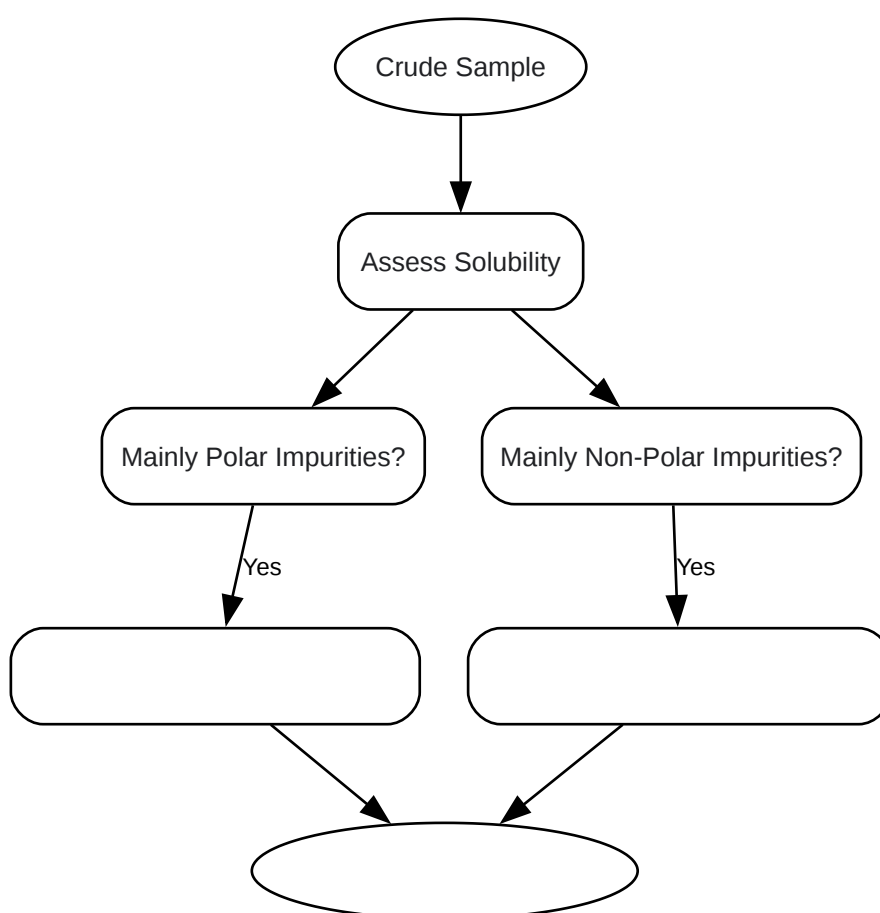 Crude Sample
Assess Solubility
Mainly Polar Impurities?
Mainly Non-Polar Impurities?
Yes
Yes